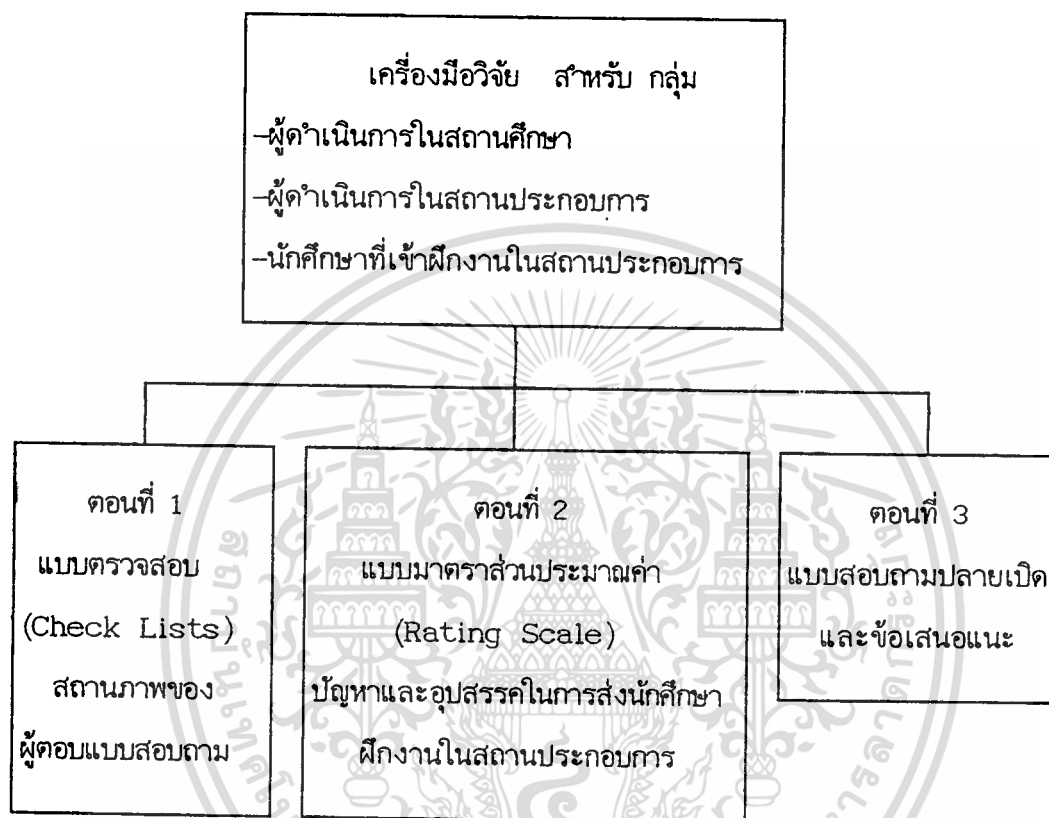 เครื่องมือวิจัย สำหรับ กลุ่ม
-ผู้ดำเนินการในสถานศึกษา
-ผู้ดำเนินการในสถานประกอบการ
-นักศึกษาที่เข้าฝึกงานในสถานประกอบการ
ตอนที่ 1
แบบตรวจสอบ
(Check Lists)
สถานภาพของ
ผู้ตอบแบบสอบถาม
ตอนที่ 2
แบบมาตราส่วนประมาณค่า
(Rating Scale)
ปัญหาและอุปสรรคในการส่งนักศึกษา
ฝึกงานในสถานประกอบการ
ตอนที่ 3
แบบสอบถามปลายเปิด
และข้อเสนอแนะ